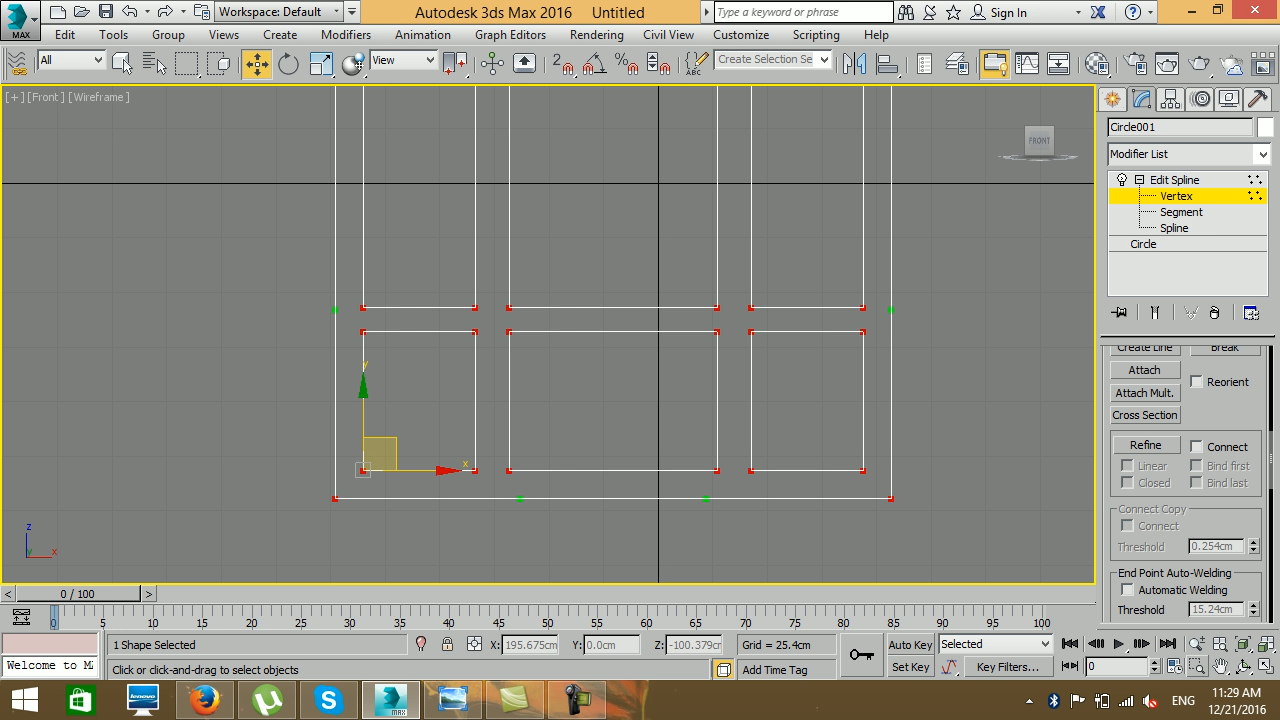 MAX
Workspace: Default
Autodesk 3ds Max 2016 Untitled
Type a keyword or phrase
Sign In
Edit Tools Group Views Create Modifiers Animation Graph Editors Rendering Civil View Customize Scripting Help
All
View
2
%
ABC
Create Selection Se
[+] [Front] [Wireframe]
FRONT
Circle001
Modifier List
Edit Spline
Vertex
Segment
Spline
Circle
Create Line Break
Attach
Reorient
Attach Mult.
Cross Section
Refine Connect
Linear Bind first
Closed Bind last
Connect Copy
Connect
Threshold 0.254cm
End Point Auto-Welding
Automatic Welding
Threshold 15.24cm
y
x
z
y x
< 0 / 100 >
0 5 10 15 20 25 30 35 40 45 50 55 60 65 70 75 80 85 90 95 100
1 Shape Selected
X: 195.675cm Y: 0.0cm Z: -100.379cm
Grid = 25.4cm
Auto Key Selected
Welcome to M
Click or click-and-drag to select objects
Add Time Tag
Set Key Key Filters... 0
lenovo
MAX
ENG
11:29 AM
12/21/2016